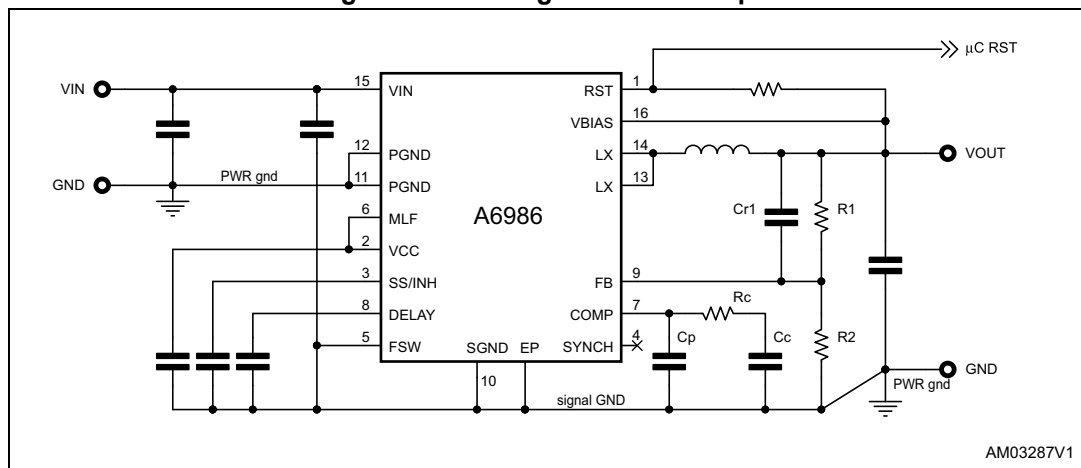 μC RST
VIN
15
VIN
RST
1
VBIAS
16
12
PGND
LX
14
VOUT
GND
PWR gnd
11
PGND
LX
13
6
MLF
A6986
Cr1
R1
2
VCC
3
SS/INH
FB
9
8
DELAY
COMP
7
Rc
5
FSW
SGND
EP
SYNCH
4
Cp
Cc
R2
10
GND
PWR gnd
signal GND
AM03287V1